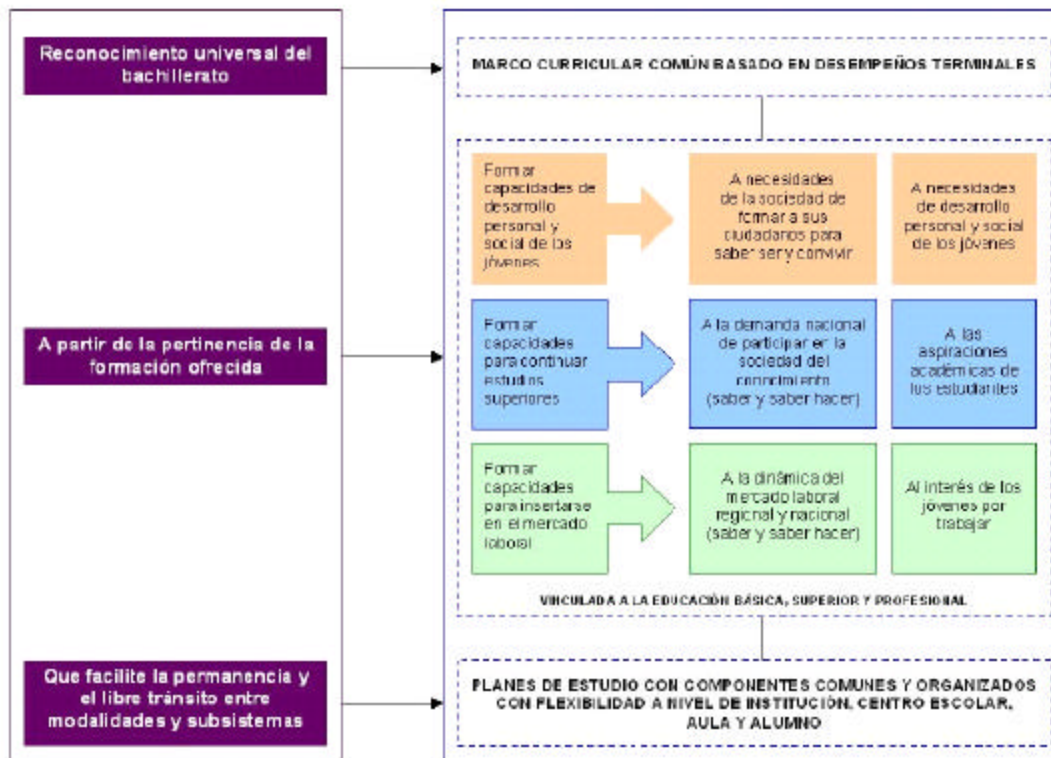 Reconocimiento universal del
bachillerato
MARCO CURRICULAR COMÚN BASADO EN DESEMPEÑOS TERMINALES
Formar
capacidades de
desarrollo
personal y
social de los
jóvenes
A necesidades
de la sociedad de
formar a sus
ciudadanos para
saber ser y convivir
A necesidades
de desarrollo
personal y social
de los jóvenes
A partir de la pertinencia de la
formación ofrecida
Formar
capacidades
para continuar
estudios
superiores
A la demanda nacional
de participar en la
sociedad del
conocimiento
(saber y saber hacer)
A las
aspiraciones
académicas de
los estudiantes
Formar
capacidades
para insertarse
en el mercado
laboral
A la dinámica del
mercado laboral
regional y nacional
(saber y saber hacer)
Al interés de los
jóvenes por
trabajar
VINCULADA A LA EDUCACIÓN BÁSICA, SUPERIOR Y PROFESIONAL
Que facilite la permanencia y
el libre tránsito entre
modalidades y subsistemas
PLANES DE ESTUDIO CON COMPONENTES COMUNES Y ORGANIZADOS
CON FLEXIBILIDAD A NIVEL DE INSTITUCIÓN, CENTRO ESCOLAR,
AULA Y ALUMNO